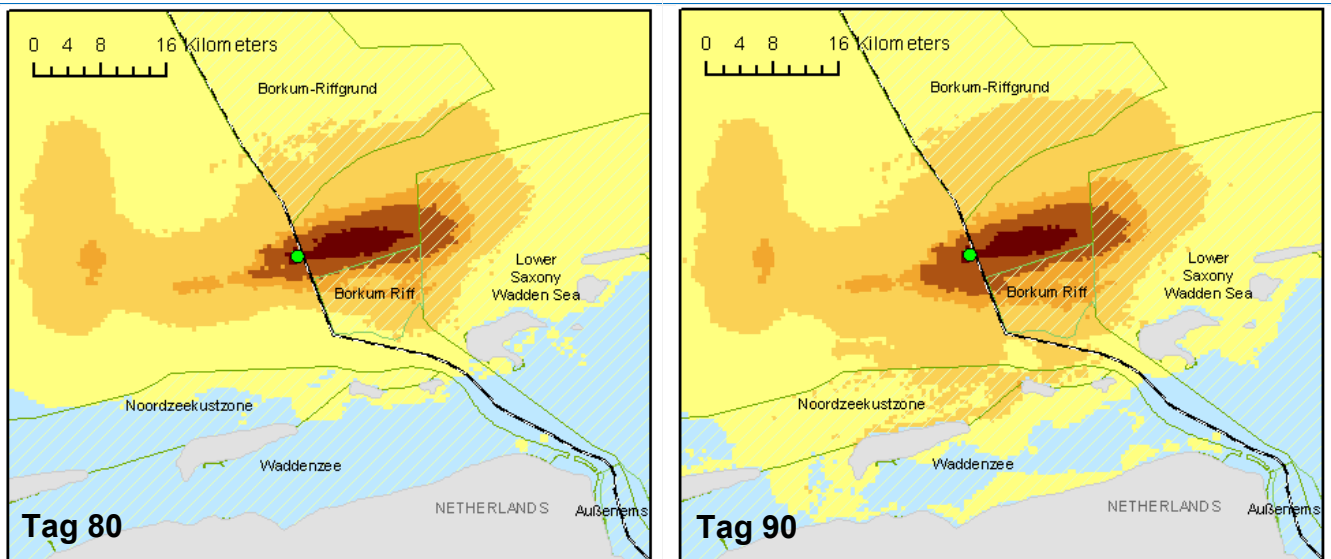 0 4 8 16 Kilometers
Borkum-Riffgrund
Lower
Saxony
Wadden Sea
Borkum Riff
Noordzeekustzone
Waddenzee
NETHERLANDS
Außenems
Tag 80
0 4 8 16 Kilometers
Borkum-Riffgrund
Lower
Saxony
Wadden Sea
Borkum Riff
Noordzeekustzone
Waddenzee
NETHERLANDS
Außenems
Tag 90